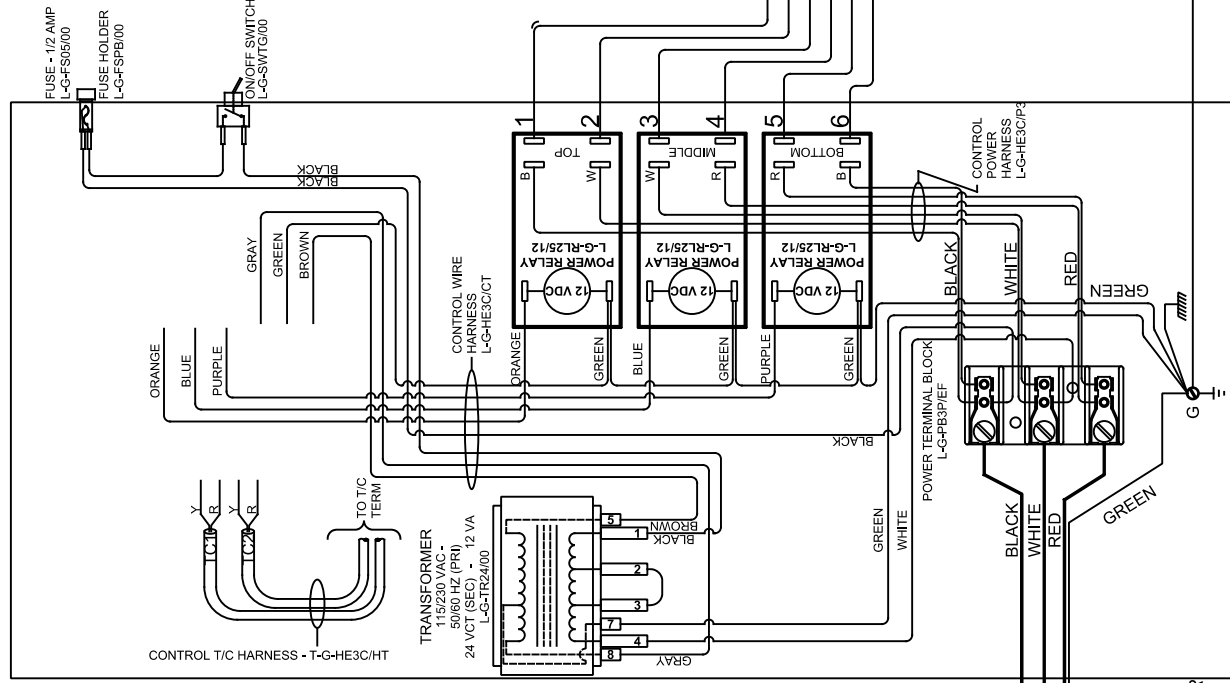 FUSE - 1/2 AMP
L-G-FS05/00
FUSE HOLDER
L-G-FSPB/00
ON/OFF SWITCH
L-G-SWTG/00
1
2
3
4
5
6
TOP
MIDDLE
BOTTOM
B
W
W
R
R
B
CONTROL
POWER
HARNESS
L-G-HE3C/P3
BLACK
BLACK
GRAY
GREEN
BROWN
POWER RELAY
L-G-RL25/12
POWER RELAY
L-G-RL25/12
POWER RELAY
L-G-RL25/12
12 VDC
12 VDC
12 VDC
BLACK
WHITE
RED
GREEN
CONTROL WIRE
HARNESS
L-G-HE3C/CT
ORANGE
BLUE
PURPLE
ORANGE
GREEN
BLUE
GREEN
PURPLE
GREEN
POWER TERMINAL BLOCK
L-G-PB3P/EF
G
BLACK
Y
R
Y
R
TC1
TC2
TO T/C
TERM
TRANSFORMER
115/230 VAC -
50/60 HZ (PRI)
24 VCT (SEC) - 12 VA
L-G-TR24/00
5
1
2
3
7
4
8
BROWN
BLACK
GRAY
GREEN
WHITE
BLACK
WHITE
RED
GREEN
CONTROL T/C HARNESS - T-G-HE3C/HT